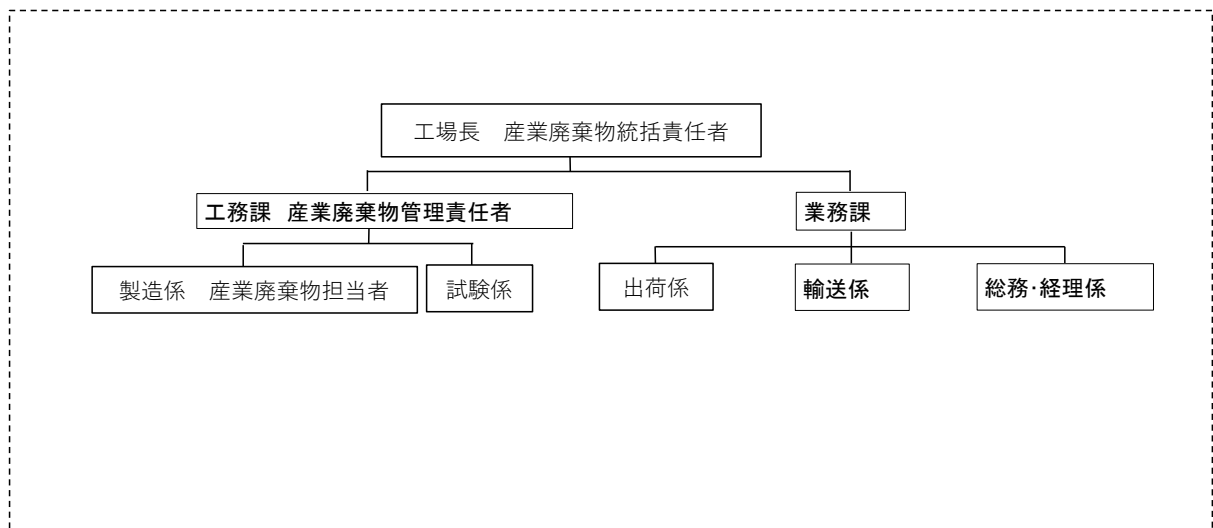 工場長　産業廃棄物統括責任者
工務課　産業廃棄物管理責任者
業務課
製造係　産業廃棄物担当者
試験係
出荷係
輸送係
総務･経理係